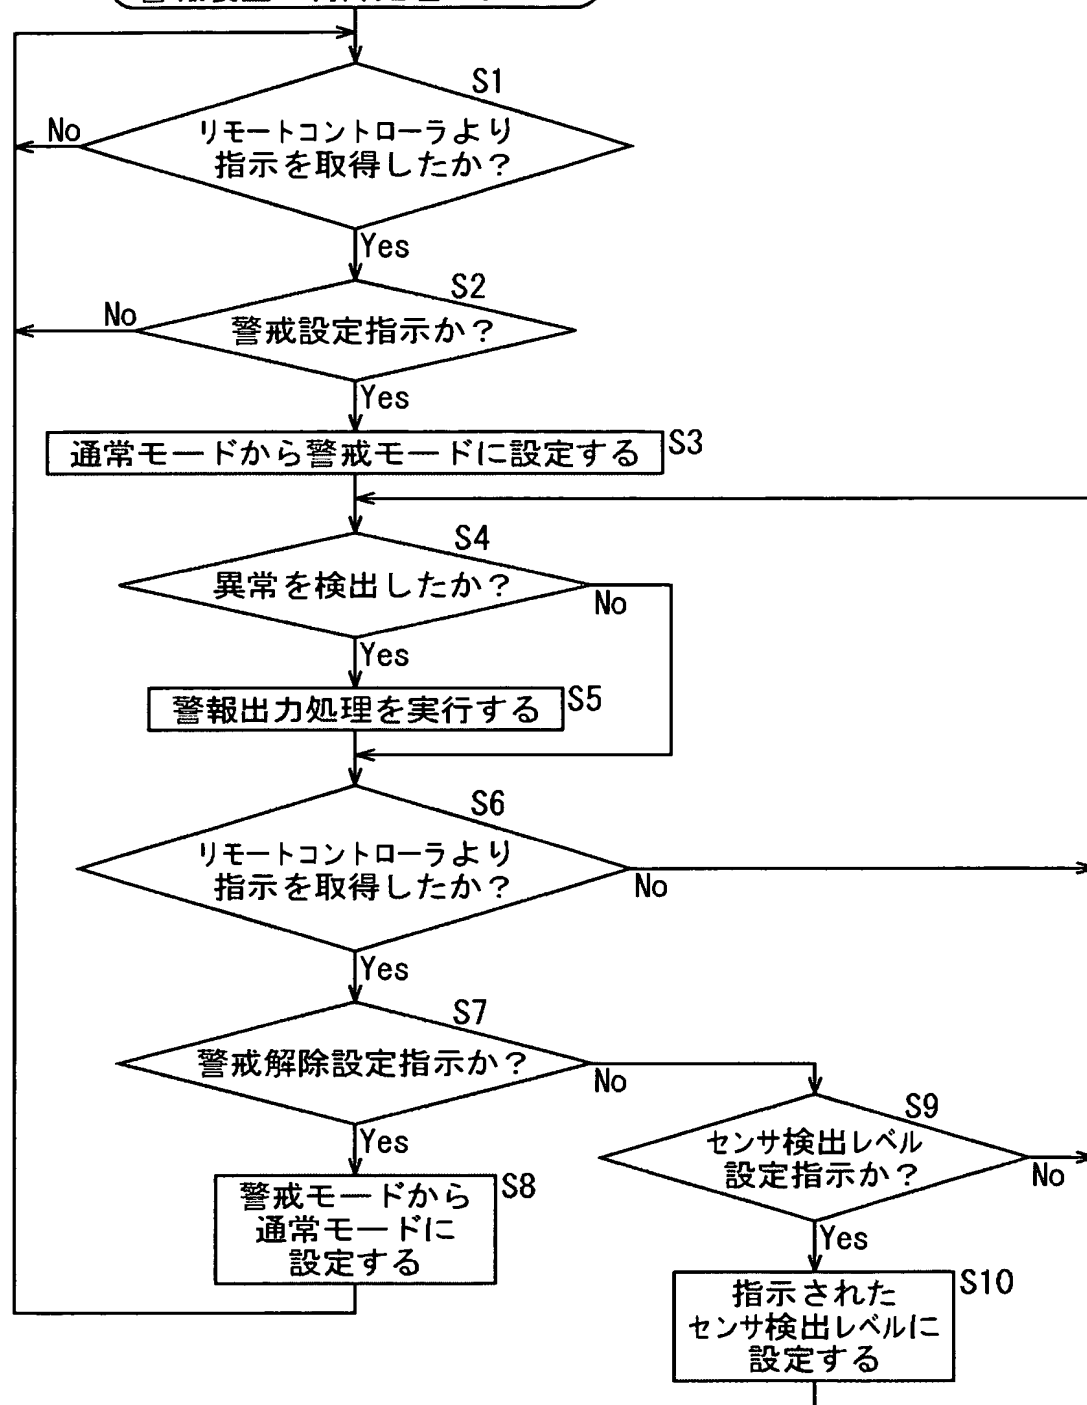 S1
リモートコントローラより
指示を取得したか？
No
Yes
S2
警戒設定指示か？
No
Yes
通常モードから警戒モードに設定する
S3
S4
異常を検出したか？
No
Yes
警報出力処理を実行する
S5
S6
リモートコントローラより
指示を取得したか？
No
Yes
S7
警戒解除設定指示か？
No
Yes
S8
警戒モードから
通常モードに
設定する
S9
センサ検出レベル
設定指示か？
No
Yes
S10
指示された
センサ検出レベルに
設定する